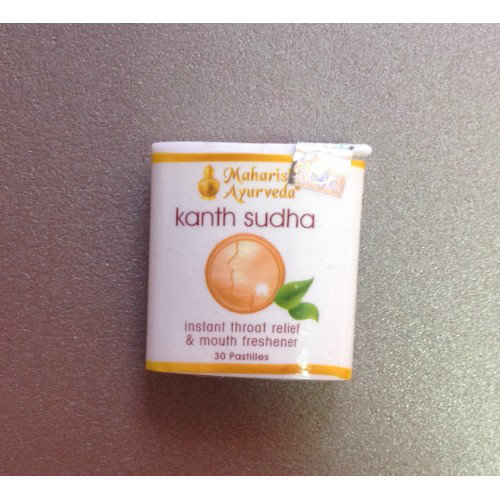 Maharis
Ayurveda®
kanth sudha
instant throat relief
& mouth freshener
30 Pastilles